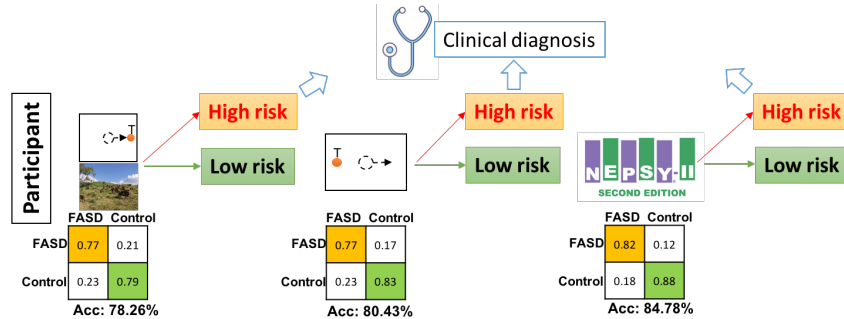 Clinical diagnosis
Participant
T
High risk
Low risk
T
High risk
Low risk
NEPSY-II
SECOND EDITION
High risk
Low risk
FASD Control
FASD 0.77 0.21
Control 0.23 0.79
Acc: 78.26%
FASD Control
FASD 0.77 0.17
Control 0.23 0.83
Acc: 80.43%
FASD Control
FASD 0.82 0.12
Control 0.18 0.88
Acc: 84.78%